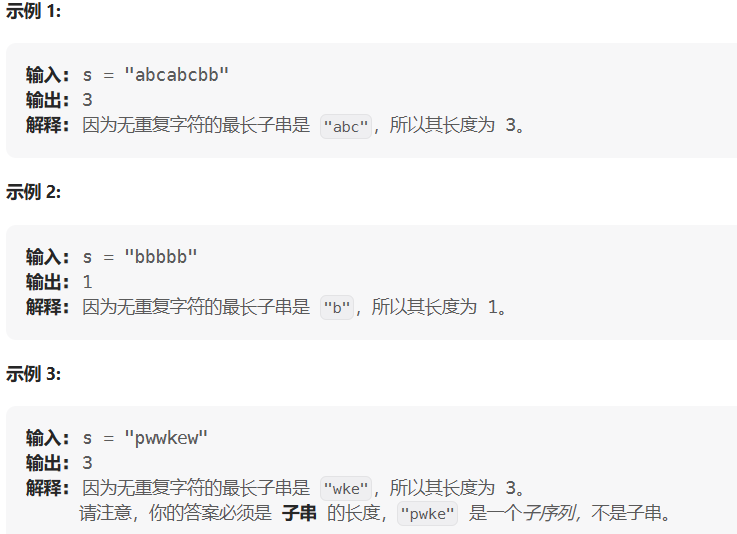 示例 1:
输入: s = "abcabcbb"
输出: 3
解释: 因为无重复字符的最长子串是 "abc"，所以其长度为 3。
示例 2:
输入: s = "bbbbb"
输出: 1
解释: 因为无重复字符的最长子串是 "b"，所以其长度为 1。
示例 3:
输入: s = "pwwkew"
输出: 3
解释: 因为无重复字符的最长子串是 "wke"，所以其长度为 3。
请注意，你的答案必须是 子串 的长度，"pwke" 是一个子序列，不是子串。